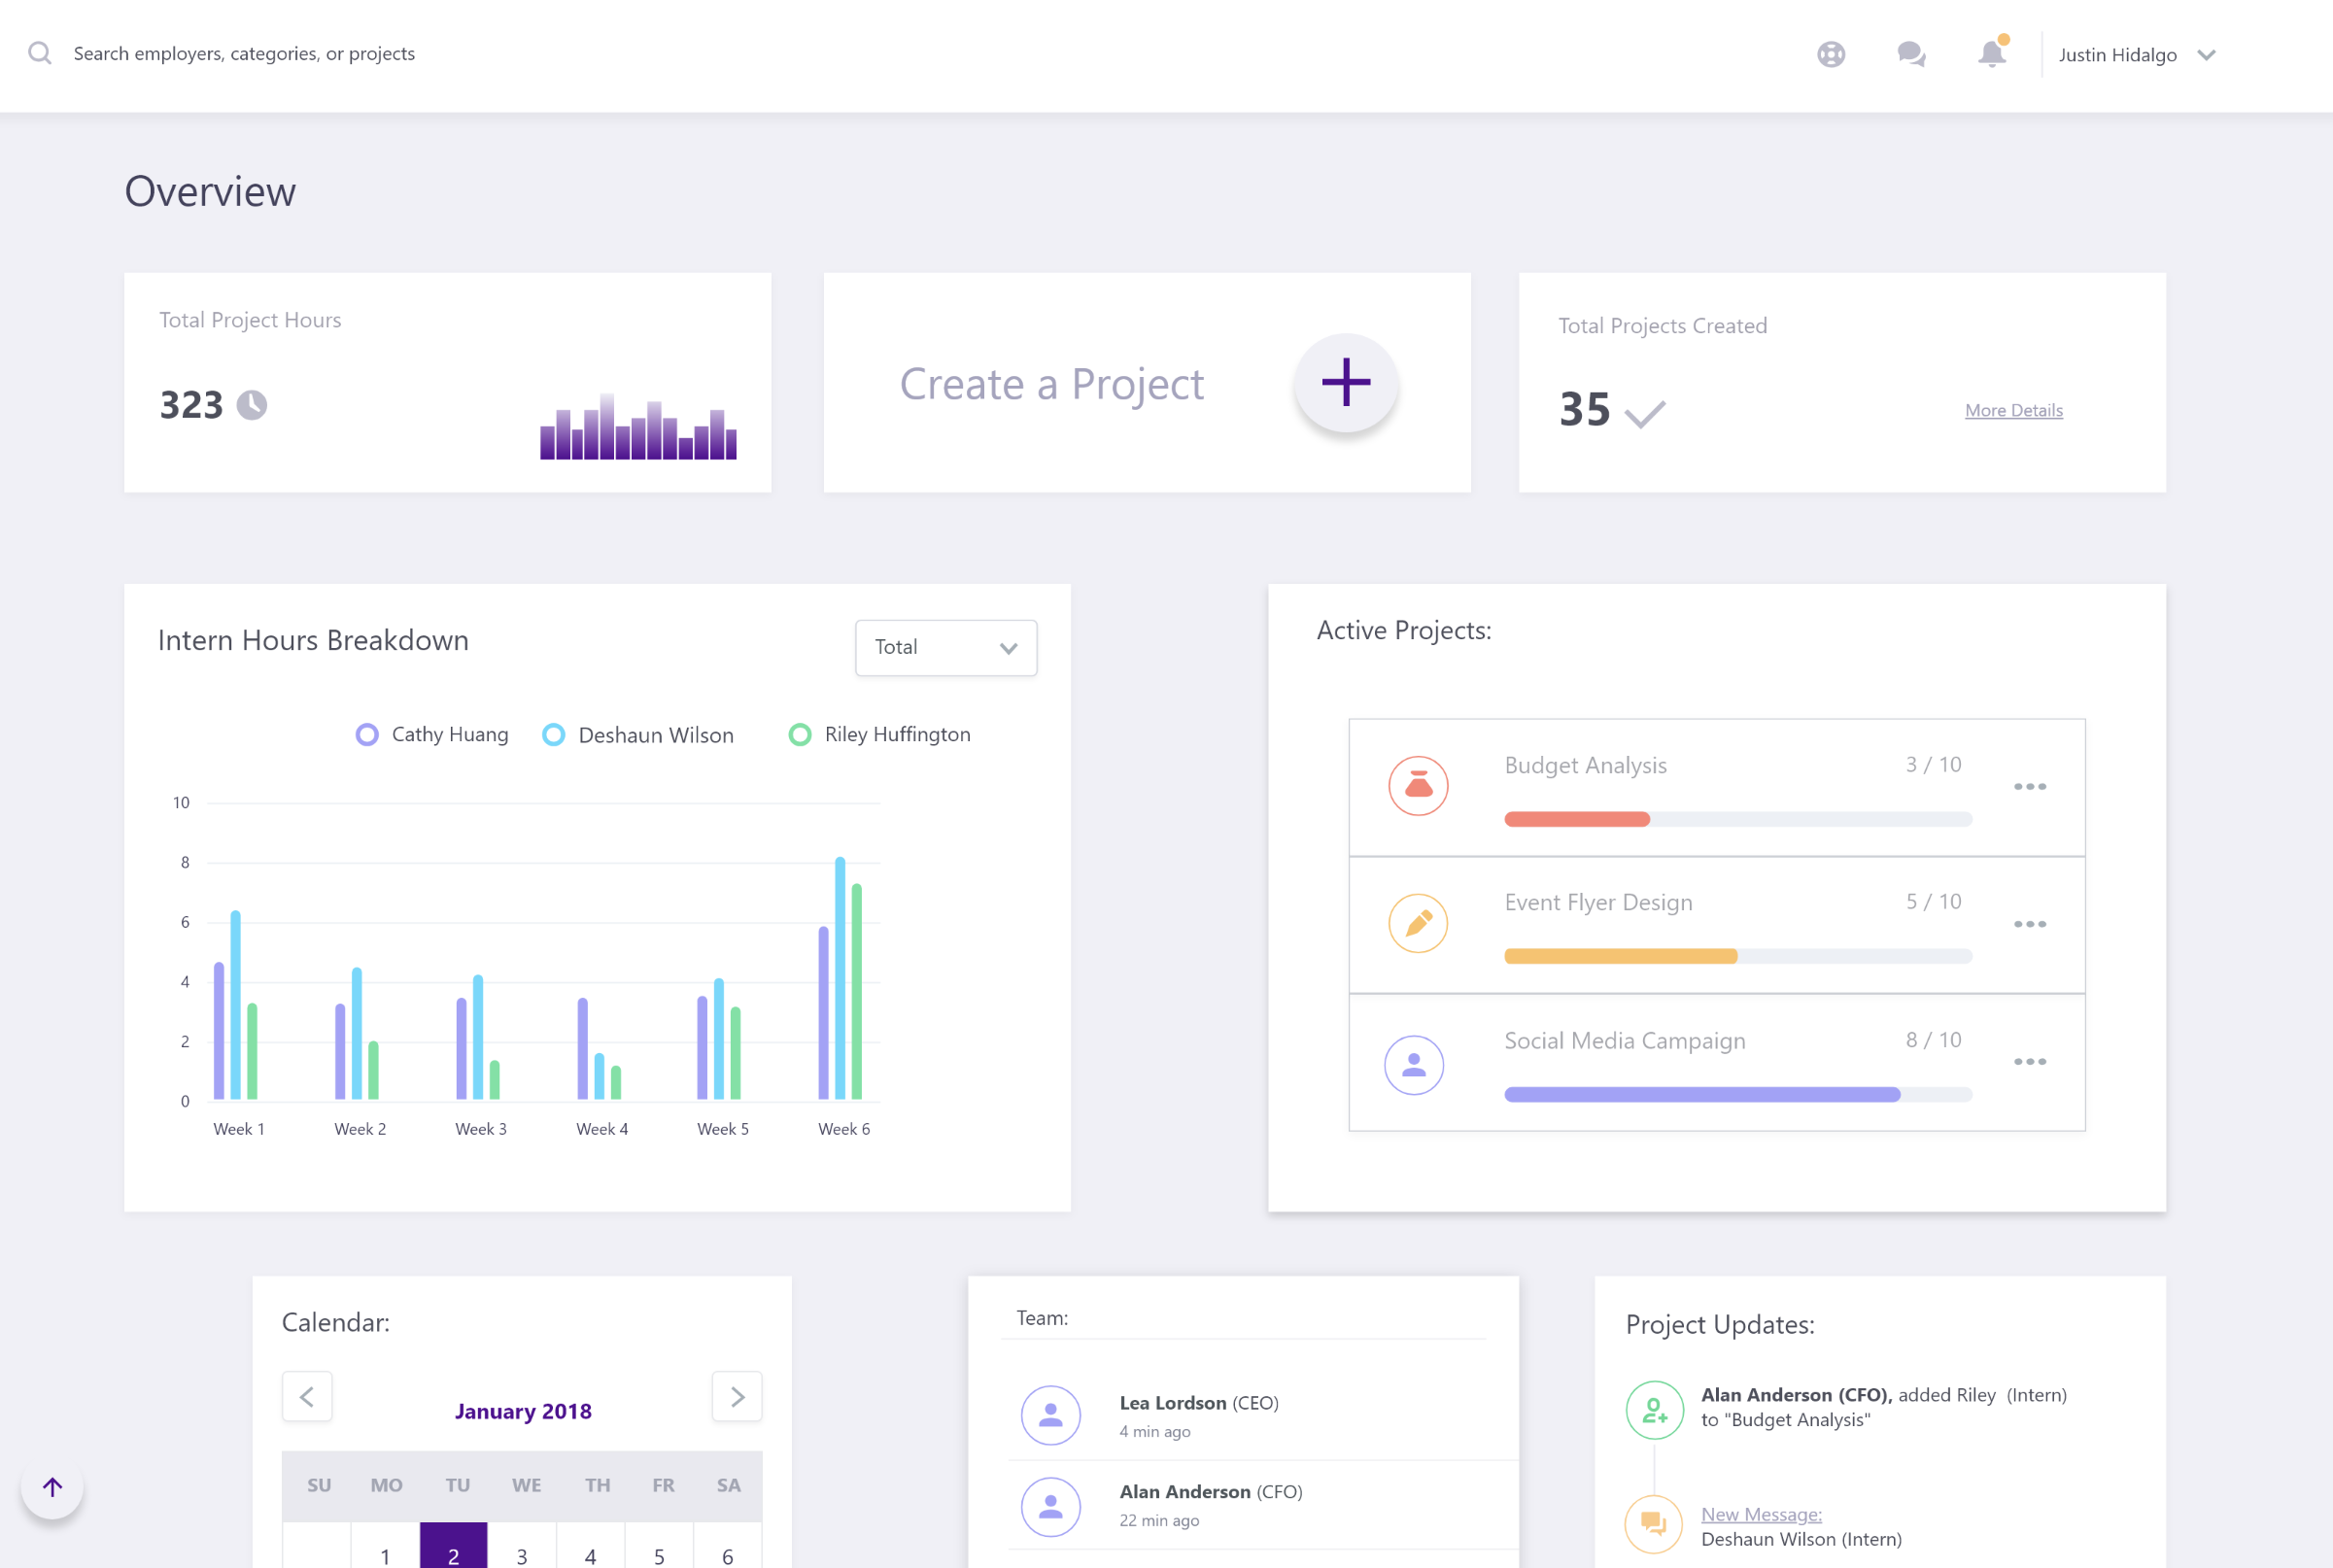 Search employers, categories, or projects
Justin Hidalgo
Overview
Total Project Hours
323
Create a Project
Total Projects Created
35
More Details
Intern Hours Breakdown
Total
Cathy Huang
Deshaun Wilson
Riley Huffington
10
8
6
4
2
0
Week 1 Week 2 Week 3 Week 4 Week 5 Week 6
Active Projects:
Budget Analysis 3 / 10
Event Flyer Design 5 / 10
Social Media Campaign 8 / 10
Calendar:
January 2018
SU MO TU WE TH FR SA
1 2 3 4 5 6
Team:
Lea Lordson (CEO)
4 min ago
Alan Anderson (CFO)
22 min ago
Project Updates:
Alan Anderson (CFO), added Riley (Intern)
to "Budget Analysis"
New Message:
Deshaun Wilson (Intern)